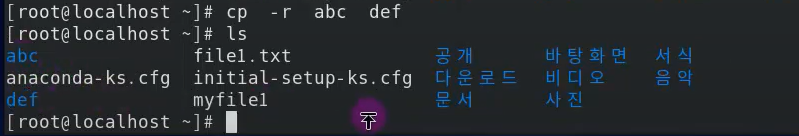 [root@localhost ~]# cp  -r  abc  def
[root@localhost ~]# ls
abc              file1.txt             공개      바탕화면  서식
anaconda-ks.cfg  initial-setup-ks.cfg  다운로드  비디오    음악
def              myfile1               문서      사진
[root@localhost ~]#